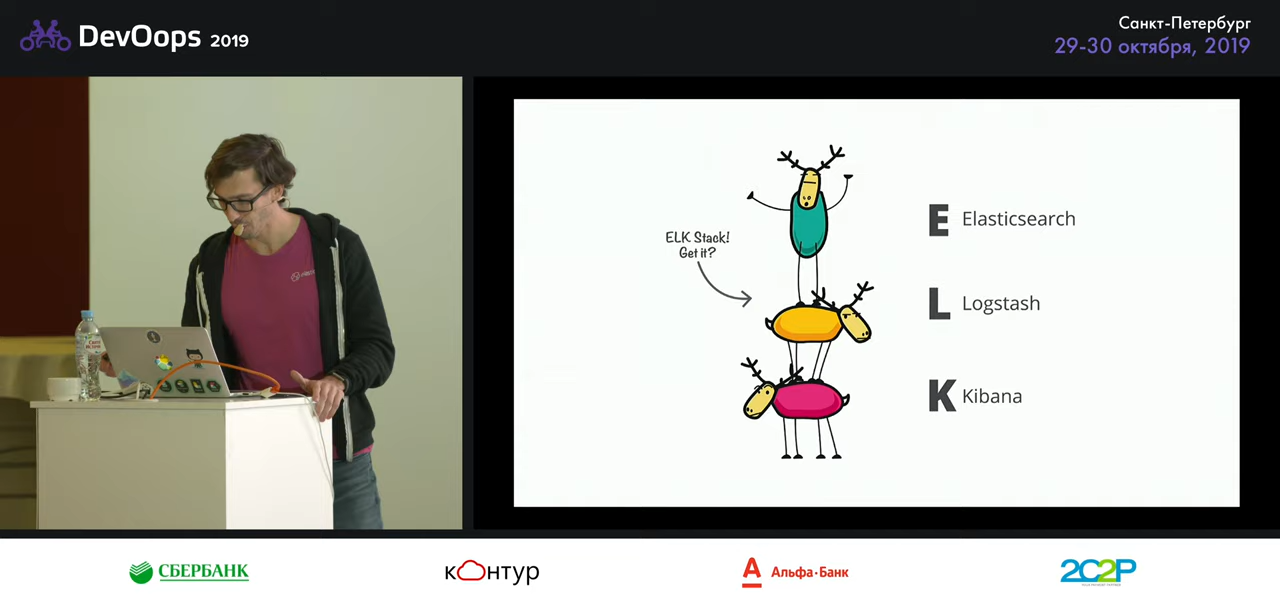 DevOops 2019
Санкт-Петербург
29-30 октября, 2019
ELK Stack!
Get it?
E Elasticsearch
L Logstash
K Kibana
СБЕРБАНК
кОнтур
Альфа·Банк
2C2P